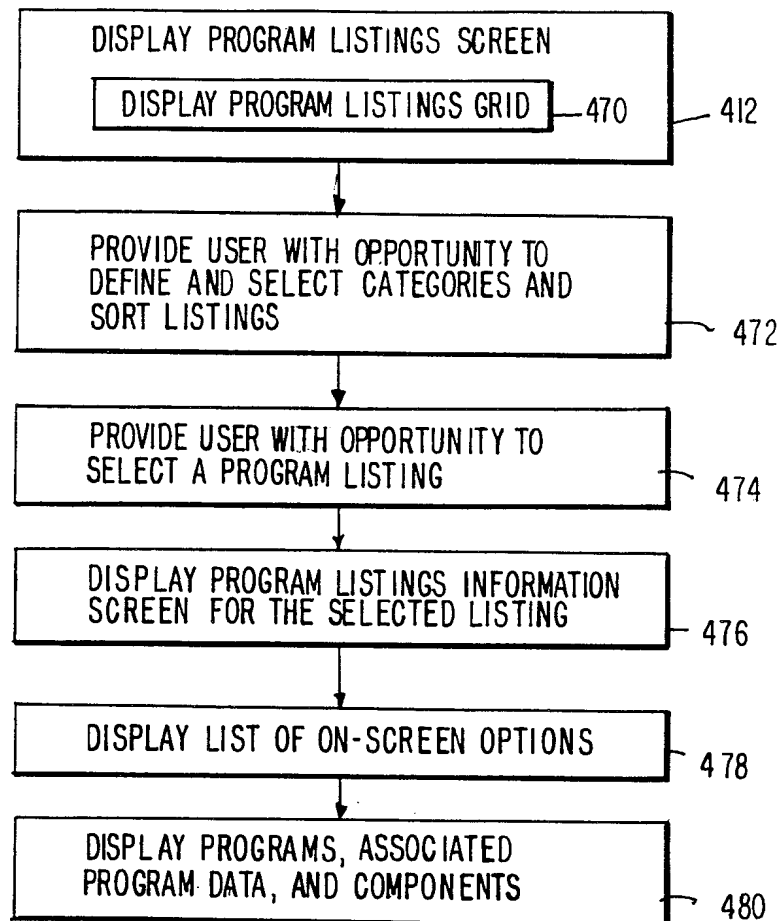 DISPLAY PROGRAM LISTINGS SCREEN
DISPLAY PROGRAM LISTINGS GRID
470
412
PROVIDE USER WITH OPPORTUNITY TO
DEFINE AND SELECT CATEGORIES AND
SORT LISTINGS
472
PROVIDE USER WITH OPPORTUNITY TO
SELECT A PROGRAM LISTING
474
DISPLAY PROGRAM LISTINGS INFORMATION
SCREEN FOR THE SELECTED LISTING
476
DISPLAY LIST OF ON-SCREEN OPTIONS
478
DISPLAY PROGRAMS, ASSOCIATED
PROGRAM DATA, AND COMPONENTS
480